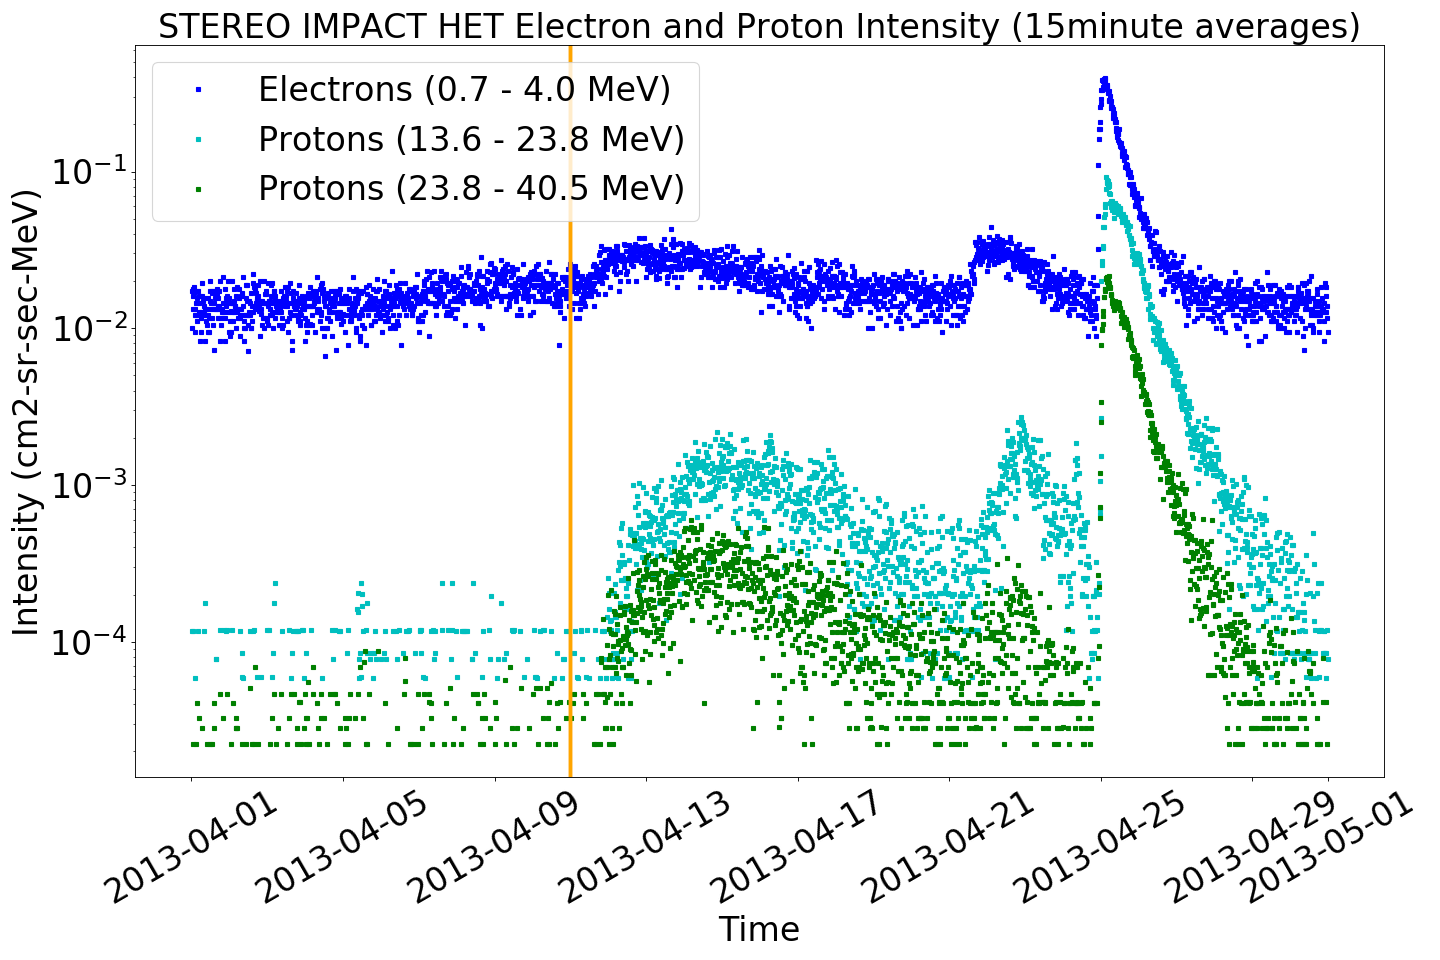 STEREO IMPACT HET Electron and Proton Intensity (15minute averages)
Electrons (0.7 - 4.0 MeV)
Protons (13.6 - 23.8 MeV)
Protons (23.8 - 40.5 MeV)
Intensity (cm2-sr-sec-MeV)
10⁻¹
10⁻²
10⁻³
10⁻⁴
2013-04-01
2013-04-05
2013-04-09
2013-04-13
2013-04-17
2013-04-21
2013-04-25
2013-04-29
2013-05-01
Time